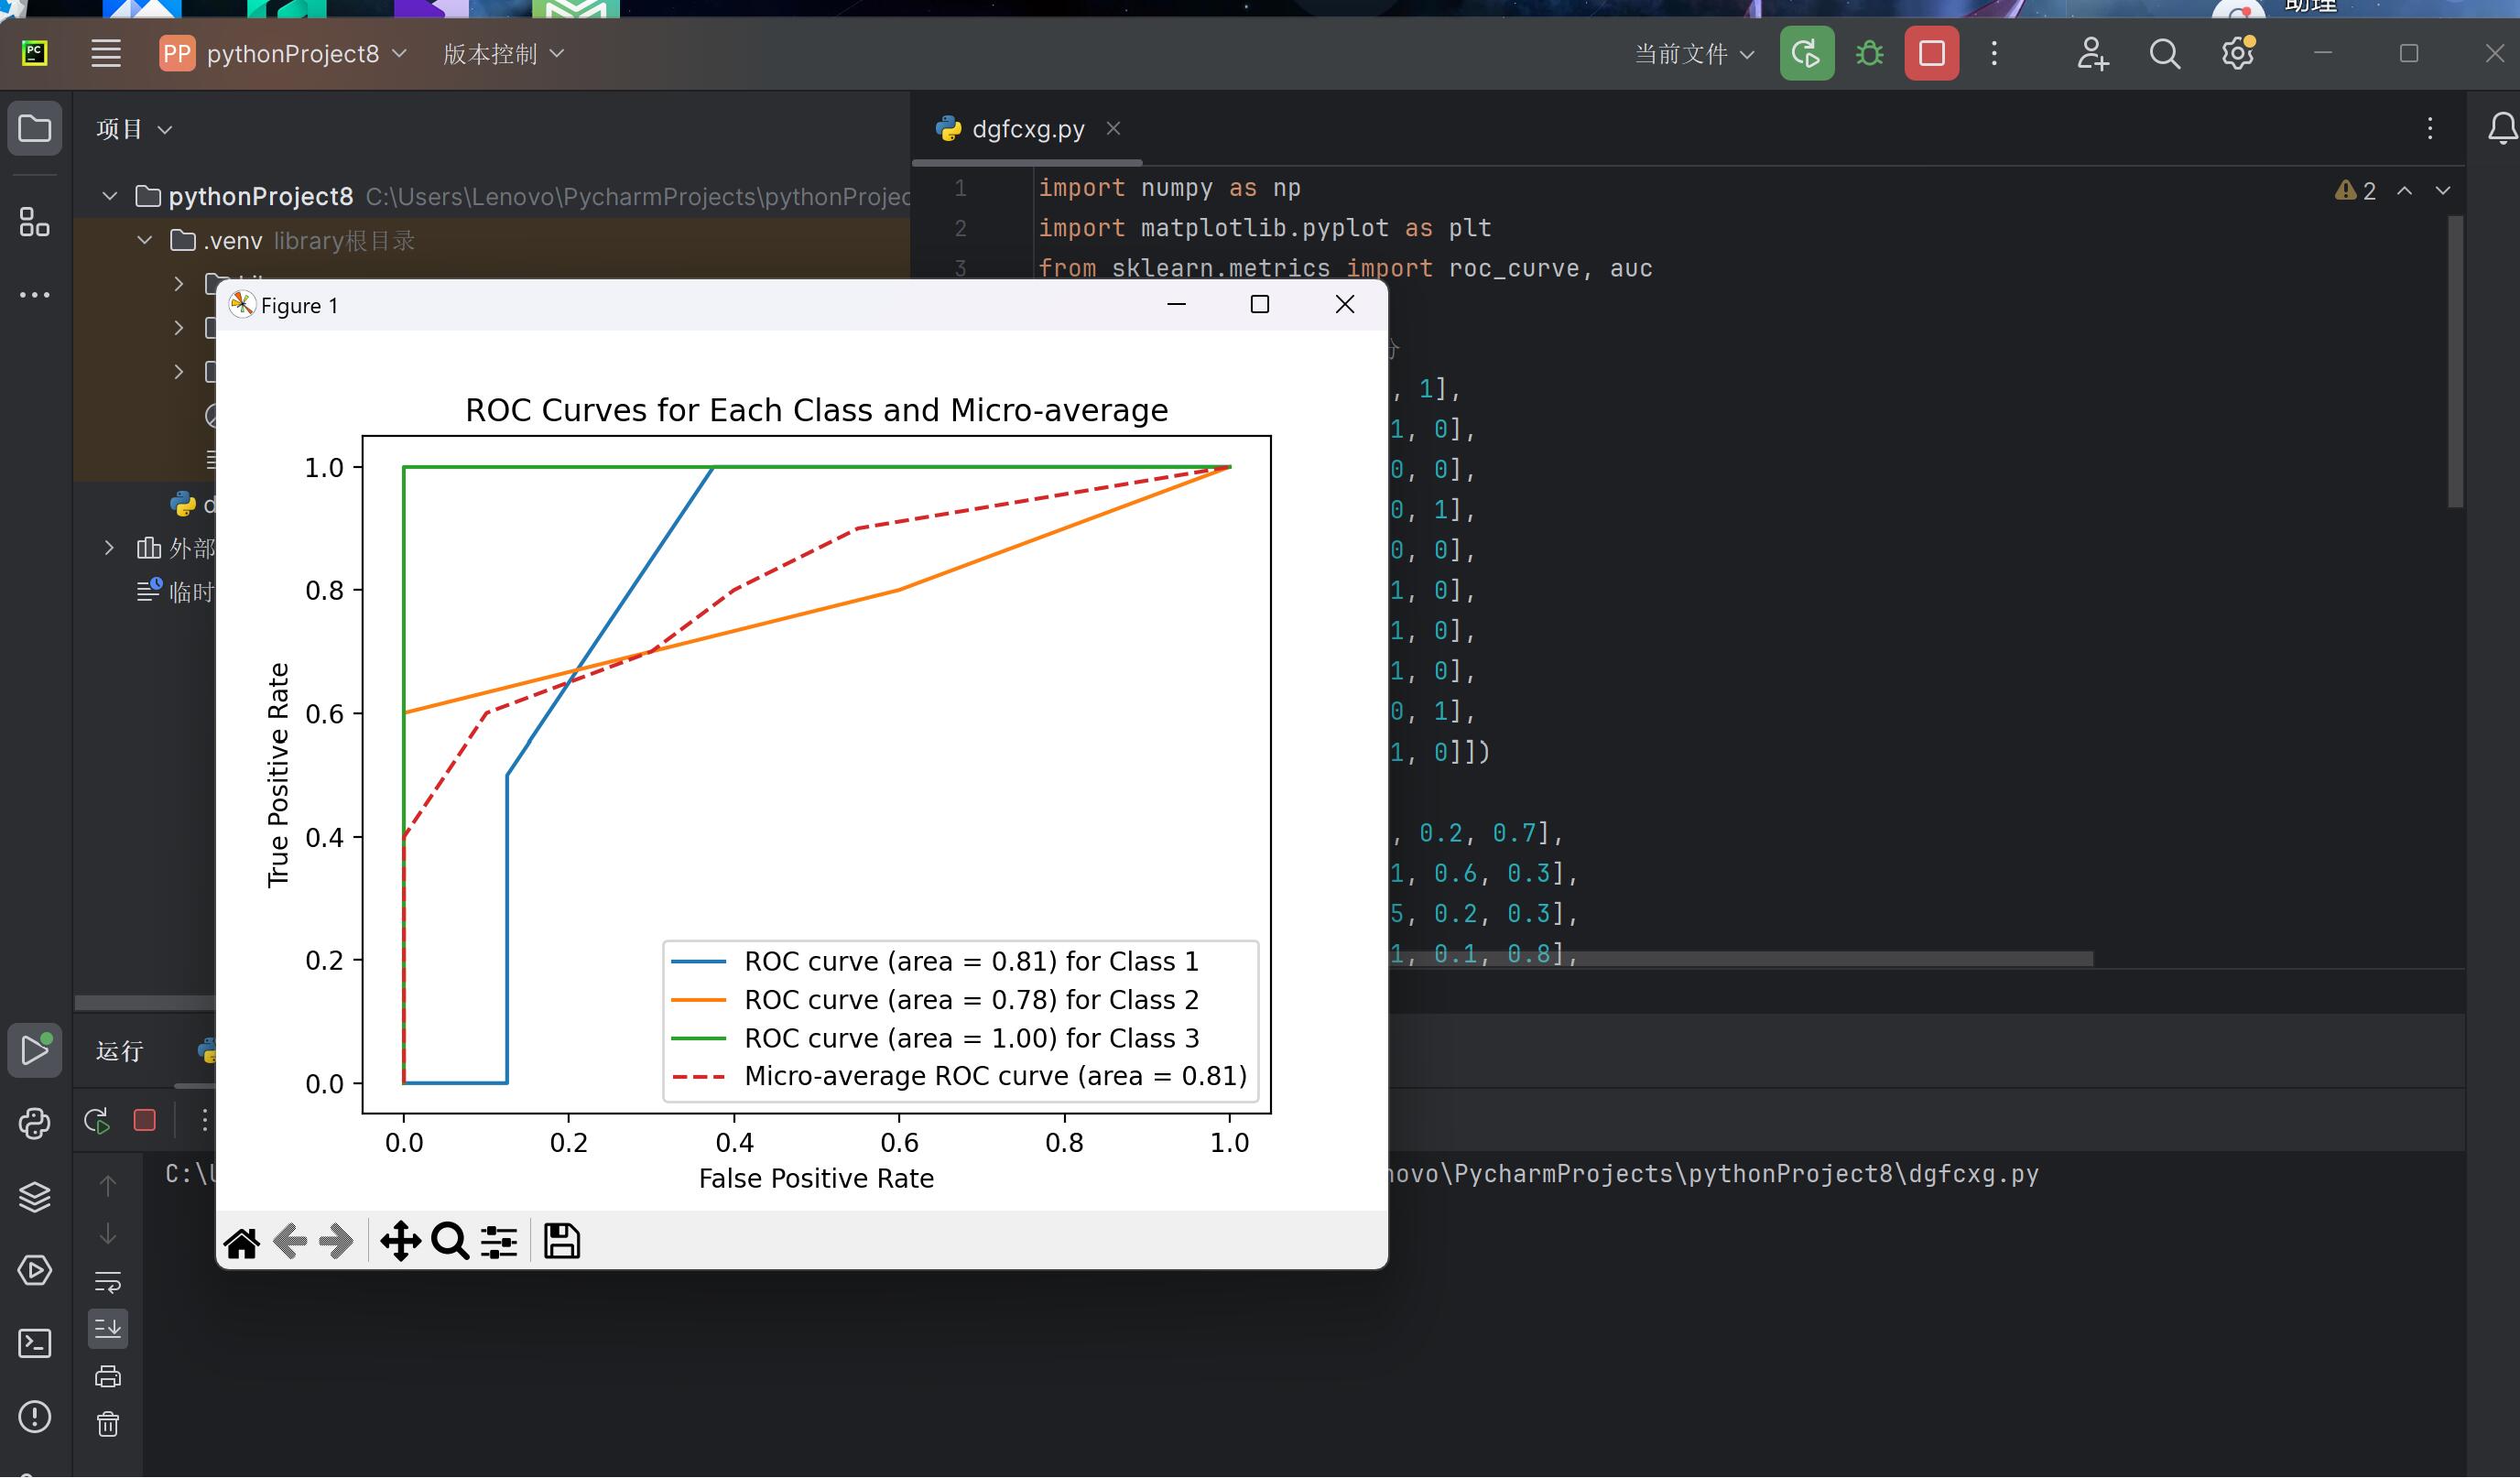 助理
PC
PP pythonProject8
版本控制
当前文件
项目
dgfcxg.py
pythonProject8 C:\Users\Lenovo\PycharmProjects\pythonProjec
.venv library根目录
外部
临时
1 import numpy as np
2 import matplotlib.pyplot as plt
3 from sklearn.metrics import roc_curve, auc
2
, 1],
1, 0],
0, 0],
0, 1],
0, 0],
1, 0],
1, 0],
1, 0],
0, 1],
1, 0]])
, 0.2, 0.7],
1, 0.6, 0.3],
5, 0.2, 0.3],
1, 0.1, 0.8],
Figure 1
ROC Curves for Each Class and Micro-average
1.0
0.8
0.6
0.4
0.2
0.0
True Positive Rate
ROC curve (area = 0.81) for Class 1
ROC curve (area = 0.78) for Class 2
ROC curve (area = 1.00) for Class 3
Micro-average ROC curve (area = 0.81)
0.0 0.2 0.4 0.6 0.8 1.0
False Positive Rate
运行
C:\
novo\PycharmProjects\pythonProject8\dgfcxg.py